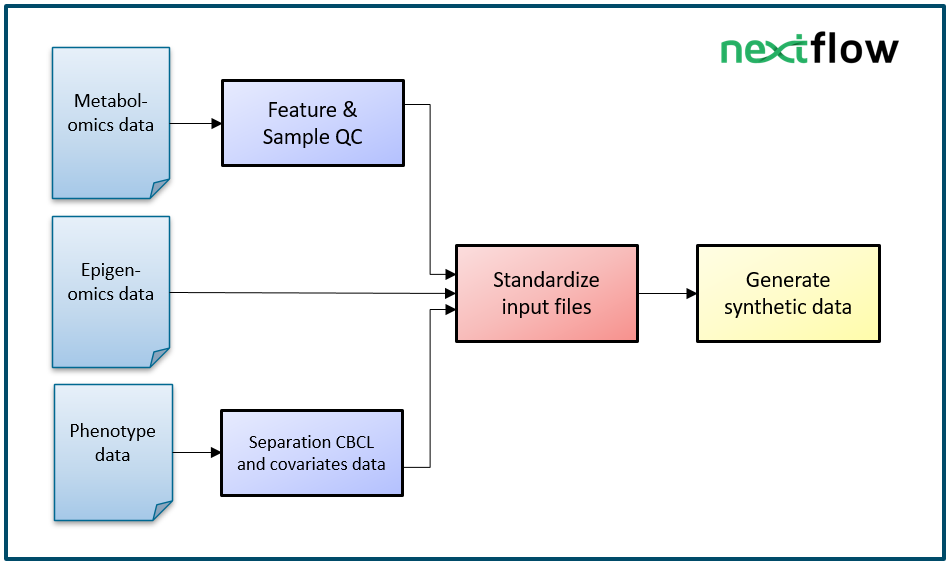 nextflow
Metabol-
omics data
Feature &
Sample QC
Epigen-
omics data
Standardize
input files
Generate
synthetic data
Phenotype
data
Separation CBCL
and covariates data